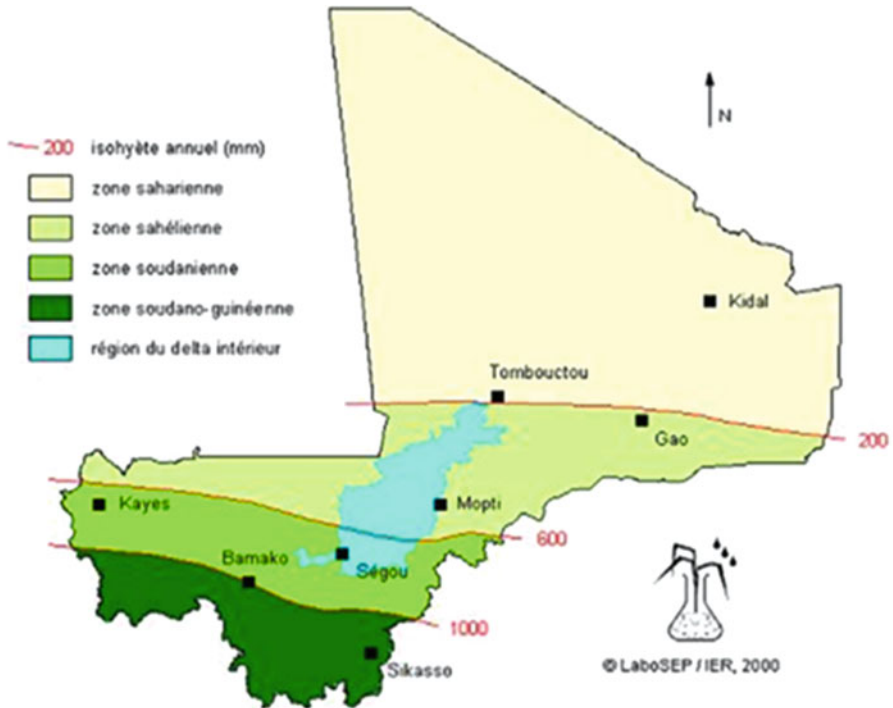 N
200 isohyète annuel (mm)
zone saharienne
zone sahélienne
zone soudanienne
zone soudano-guinéenne
région du delta intérieur
Kidal
Tombouctou
Gao
200
Kayes
Mopti
600
Bamako
Ségou
1000
Sikasso
© LaboSEP / IER, 2000